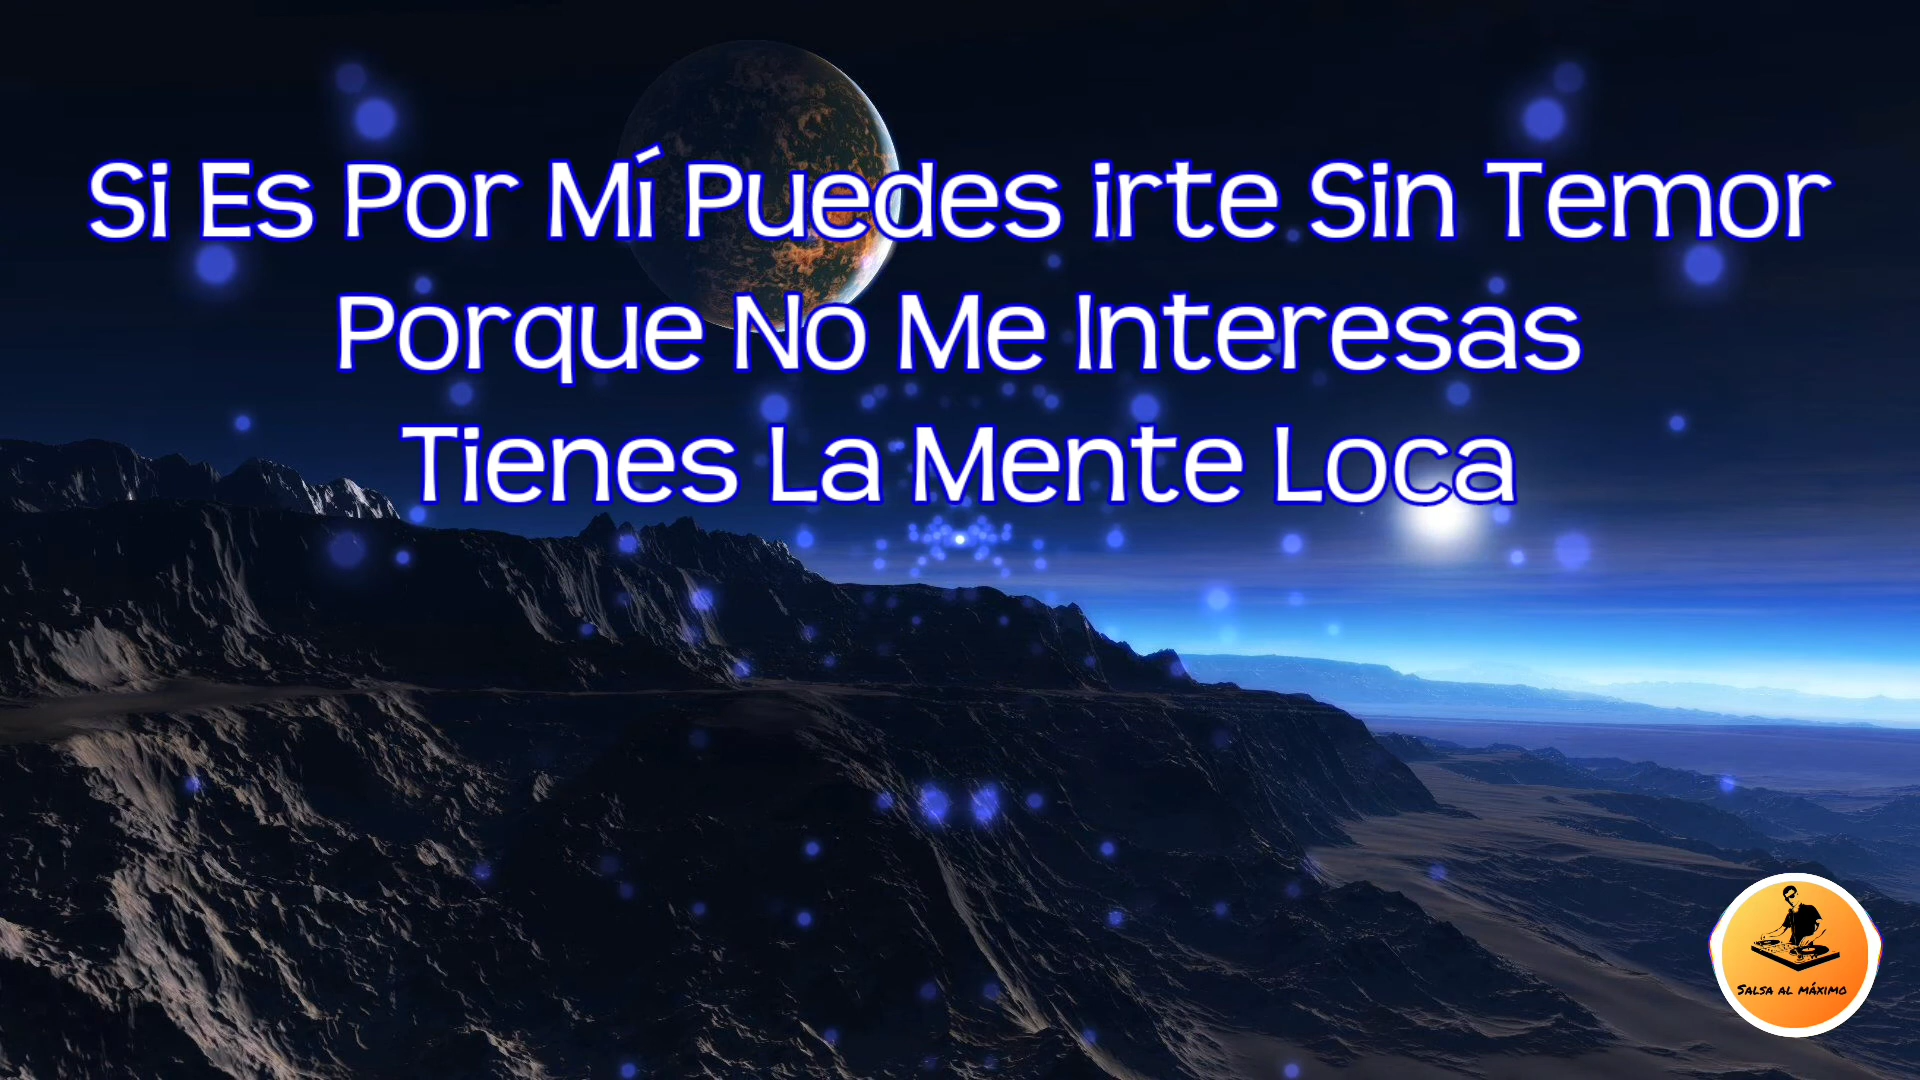 Si Es Por Mí Puedes irte Sin Temor
Porque No Me Interesas
Tienes La Mente Loca
Salsa al máximo